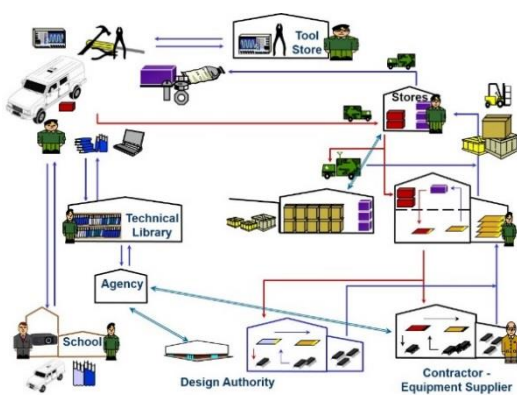 Tool
Store
Stores
Technical
Library
Agency
School
Design Authority
Contractor -
Equipment Supplier